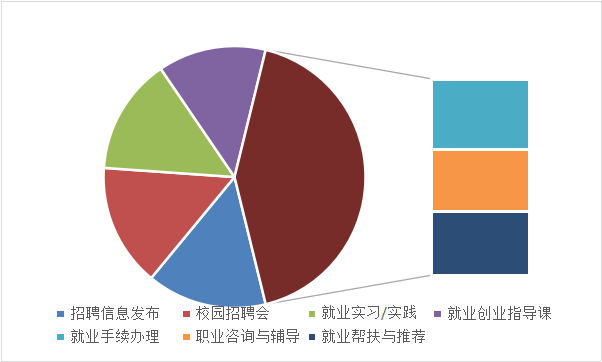 招聘信息发布 校园招聘会 就业实习/实践 就业创业指导课
就业手续办理 职业咨询与辅导 就业帮扶与推荐